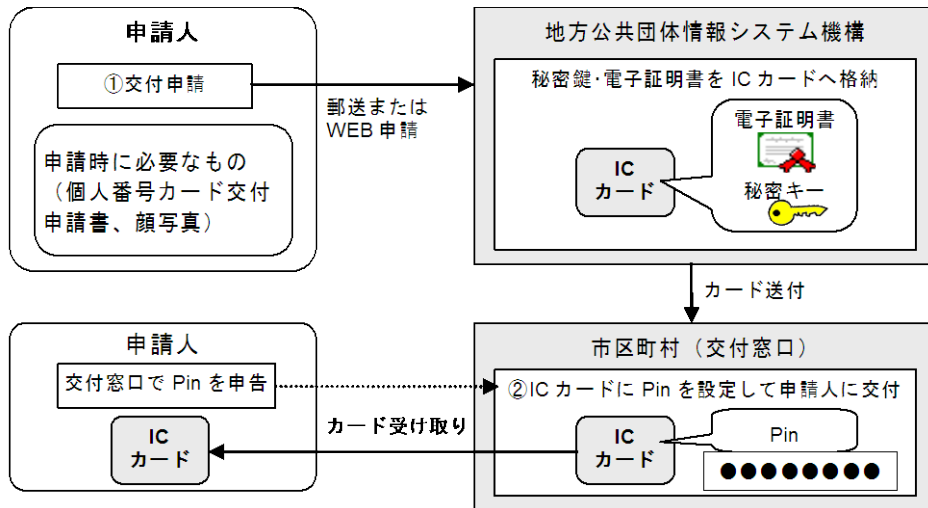 申請人
①交付申請
郵送または
WEB 申請
申請時に必要なもの
（個人番号カード交付
申請書、顔写真）
地方公共団体情報システム機構
秘密鍵･電子証明書を IC カードへ格納
電子証明書
IC
カード
秘密キー
カード送付
申請人
交付窓口で Pin を申告
IC
カード
カード受け取り
市区町村（交付窓口）
②IC カードに Pin を設定して申請人に交付
IC
カード
Pin
●●●●●●●●